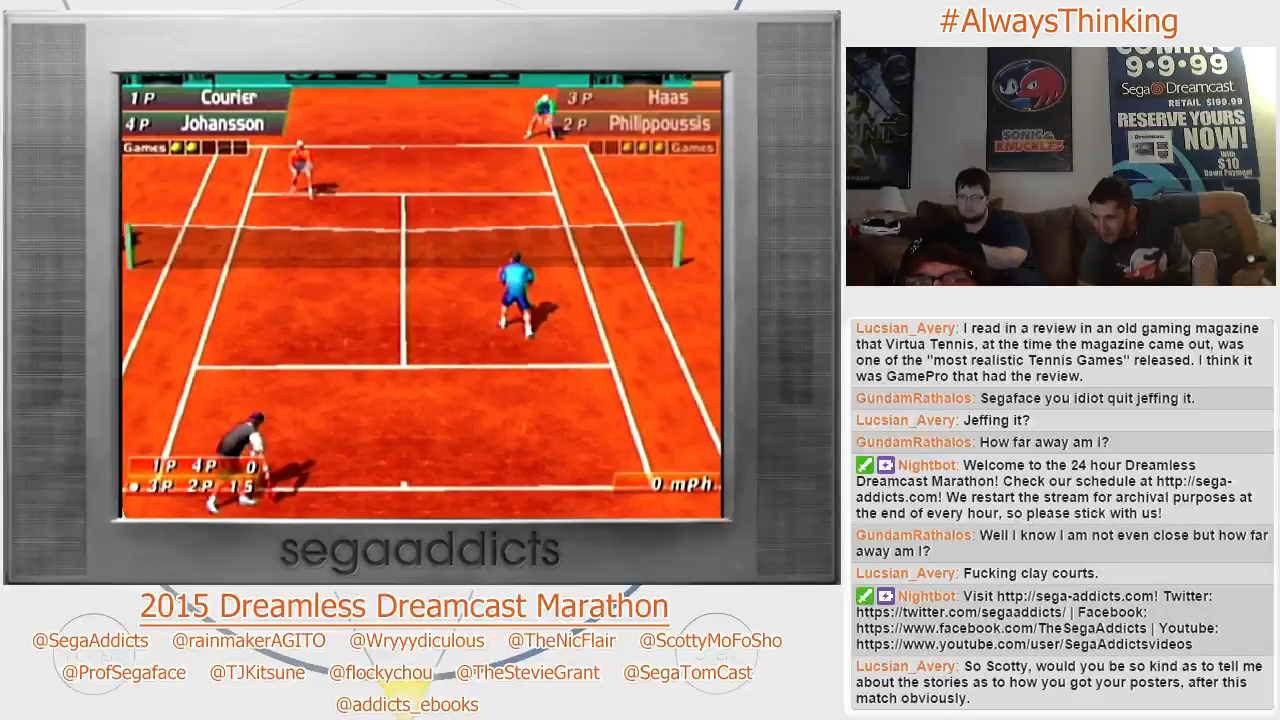 #AlwaysThinking
1 P Courier
4 P Johansson
3 P Haas
2 P Philippoussis
Games
Games
1P 4P 0
3P 2P 15
0 mPh
segaaddicts
COMING
9·9·99
Sega Dreamcast
RETAIL $199.99
RESERVE YOURS
NOW!
With
$10
Down Payment
SONIC &
KNUCKLES
Lucsian_Avery: I read in a review in an old gaming magazine
that Virtua Tennis, at the time the magazine came out, was
one of the "most realistic Tennis Games" released. I think it
was GamePro that had the review.
GundamRathalos: Segaface you idiot quit jeffing it.
Lucsian_Avery: Jeffing it?
GundamRathalos: How far away am I?
Nightbot: Welcome to the 24 hour Dreamless
Dreamcast Marathon! Check our schedule at http://sega-
addicts.com! We restart the stream for archival purposes at
the end of every hour, so please stick with us!
GundamRathalos: Well I know I am not even close but how far
away am I?
Lucsian_Avery: Fucking clay courts.
Nightbot: Visit http://sega-addicts.com! Twitter:
https://twitter.com/segaaddicts/ | Facebook:
https://www.facebook.com/TheSegaAddicts | Youtube:
https://www.youtube.com/user/SegaAddictsvideos
Lucsian_Avery: So Scotty, would you be so kind as to tell me
about the stories as to how you got your posters, after this
match obviously.
2015 Dreamless Dreamcast Marathon
@SegaAddicts @rainmakerAGITO @Wryyydiculous @TheNicFlair @ScottyMoFoSho
@ProfSegaface @TJKitsune @flockychou @TheStevieGrant @SegaTomCast
@addicts_ebooks